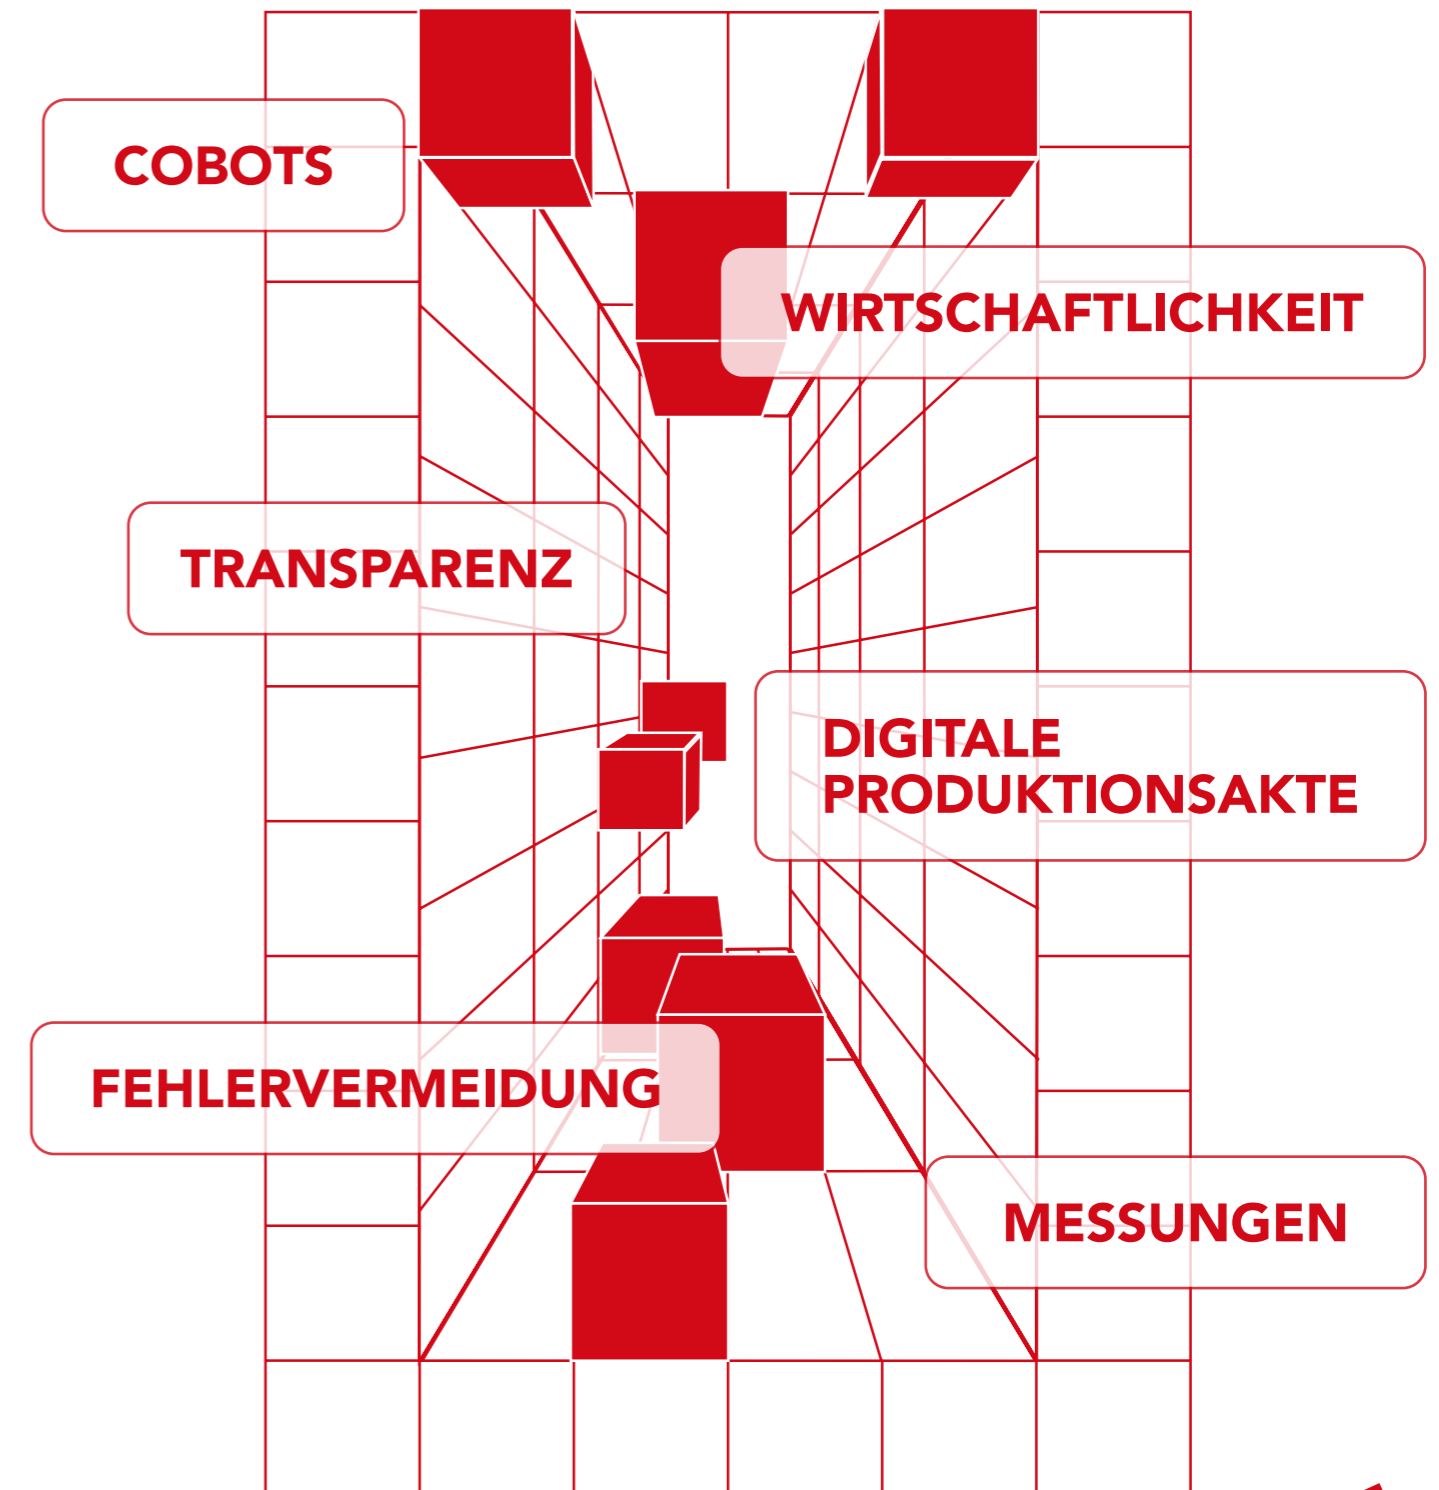 COBOTS
WIRTSCHAFTLICHKEIT
TRANSPARENZ
DIGITALE
PRODUKTIONSAKTE
FEHLERVERMEIDUNG
MESSUNGEN